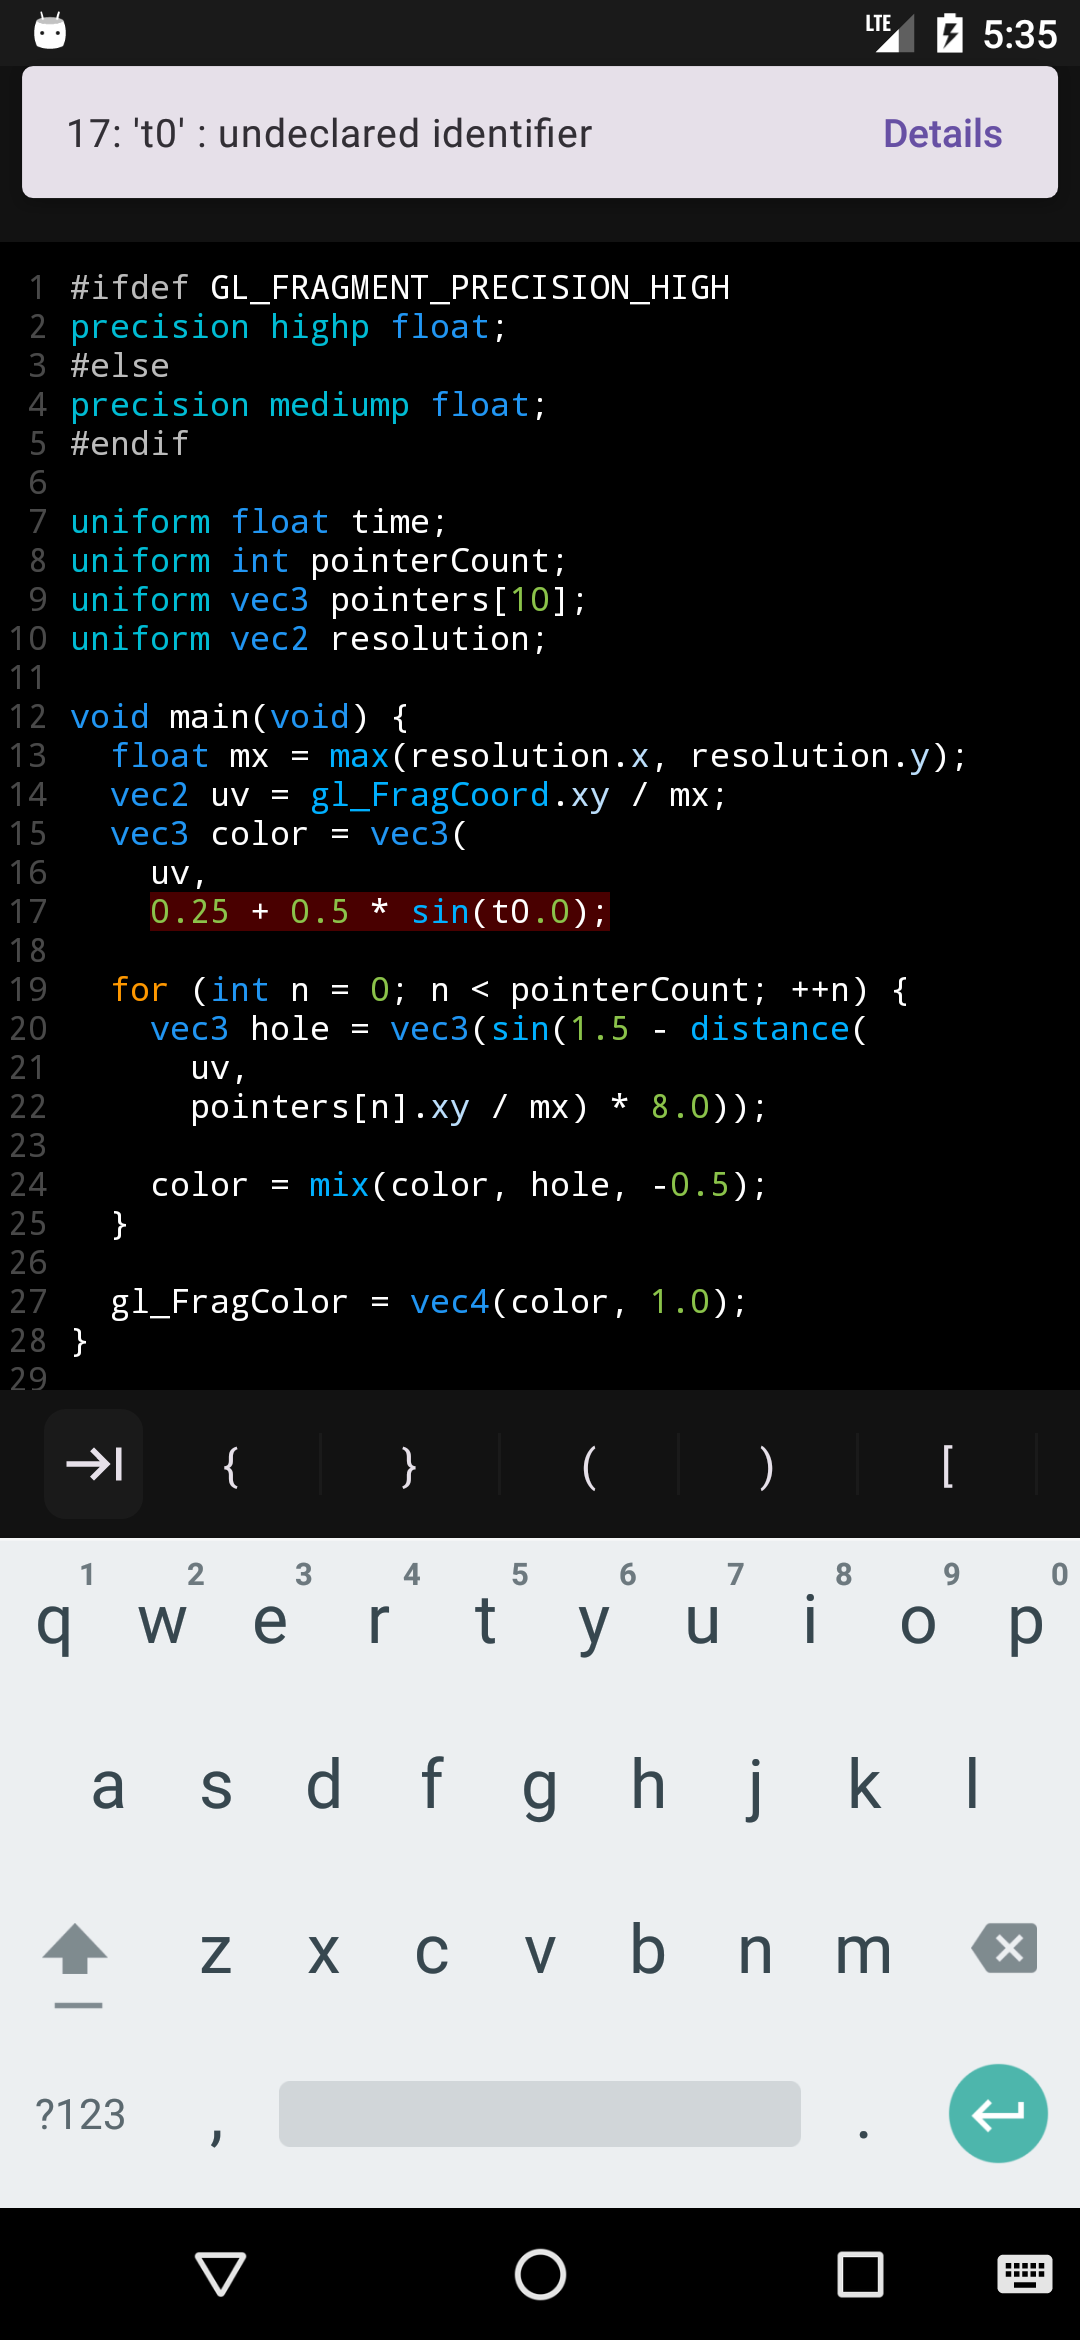 LTE 5:35
17: 't0' : undeclared identifier Details
1 #ifdef GL_FRAGMENT_PRECISION_HIGH
2 precision highp float;
3 #else
4 precision mediump float;
5 #endif
6
7 uniform float time;
8 uniform int pointerCount;
9 uniform vec3 pointers[10];
10 uniform vec2 resolution;
11
12 void main(void) {
13 float mx = max(resolution.x, resolution.y);
14 vec2 uv = gl_FragCoord.xy / mx;
15 vec3 color = vec3(
16 uv,
17 0.25 + 0.5 * sin(t0.0);
18
19 for (int n = 0; n < pointerCount; ++n) {
20 vec3 hole = vec3(sin(1.5 - distance(
21 uv,
22 pointers[n].xy / mx) * 8.0));
23
24 color = mix(color, hole, -0.5);
25 }
26
27 gl_FragColor = vec4(color, 1.0);
28 }
29
{ } ( ) [
1 2 3 4 5 6 7 8 9 0
q w e r t y u i o p
a s d f g h j k l
z x c v b n m
?123 , .